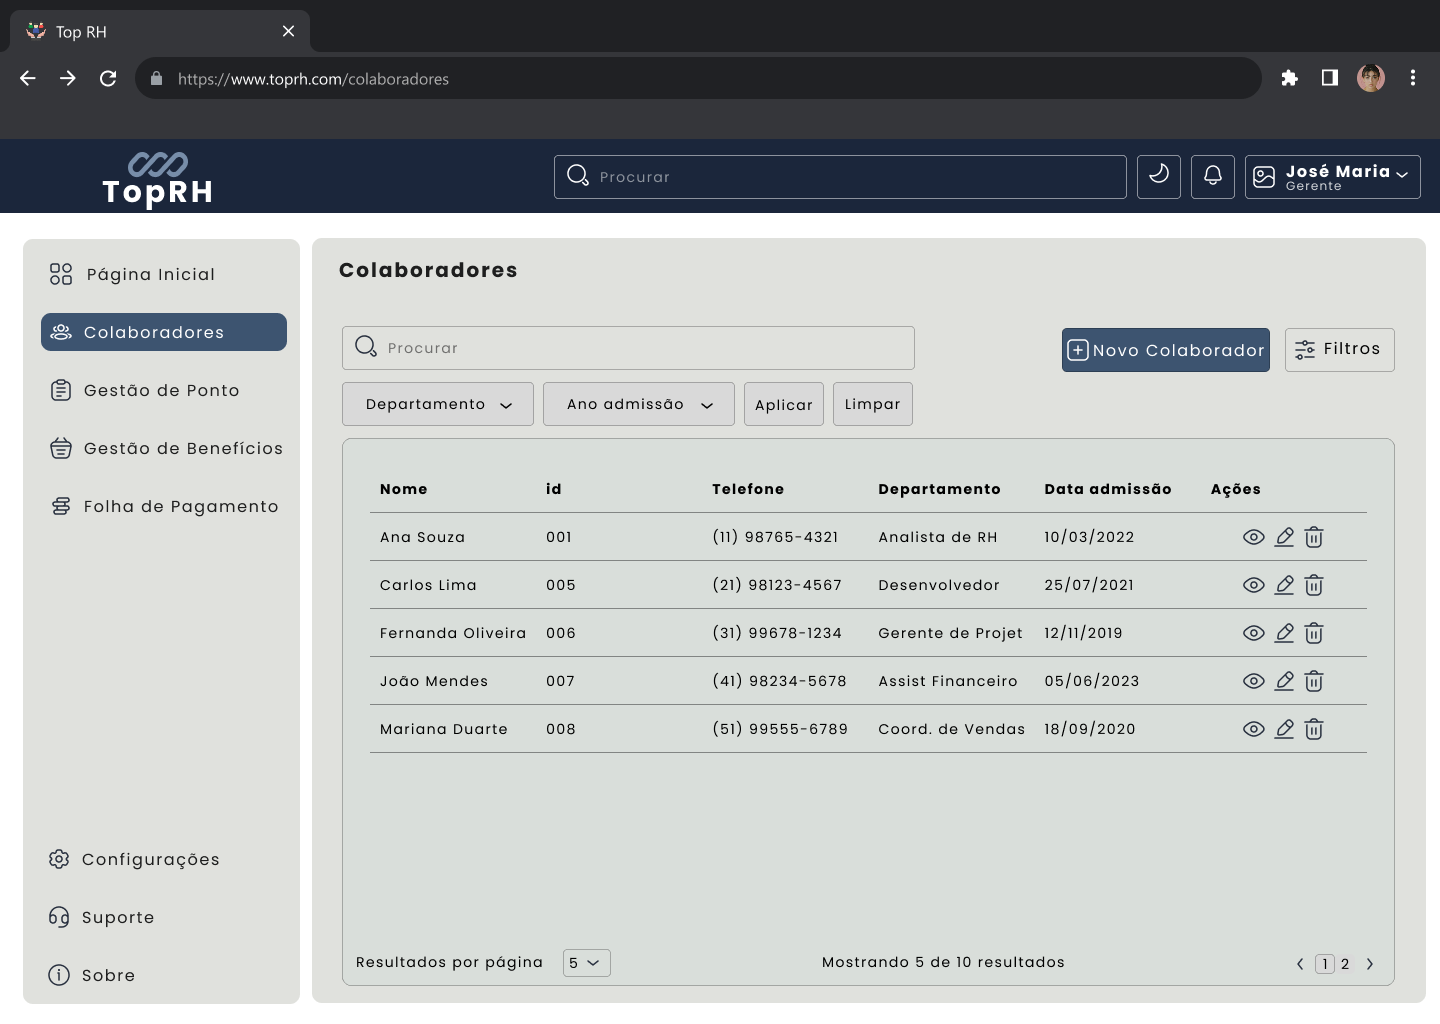 Top RH
https://www.toprh.com/colaboradores
TopRH
Procurar
José Maria
Gerente
Página Inicial
Colaboradores
Gestão de Ponto
Gestão de Benefícios
Folha de Pagamento
Configurações
Suporte
Sobre
Colaboradores
Procurar
Novo Colaborador
Filtros
Departamento
Ano admissão
Aplicar
Limpar
Nome id Telefone Departamento Data admissão Ações
Ana Souza 001 (11) 98765-4321 Analista de RH 10/03/2022
Carlos Lima 005 (21) 98123-4567 Desenvolvedor 25/07/2021
Fernanda Oliveira 006 (31) 99678-1234 Gerente de Projet 12/11/2019
João Mendes 007 (41) 98234-5678 Assist Financeiro 05/06/2023
Mariana Duarte 008 (51) 99555-6789 Coord. de Vendas 18/09/2020
Resultados por página 5 Mostrando 5 de 10 resultados 1 2